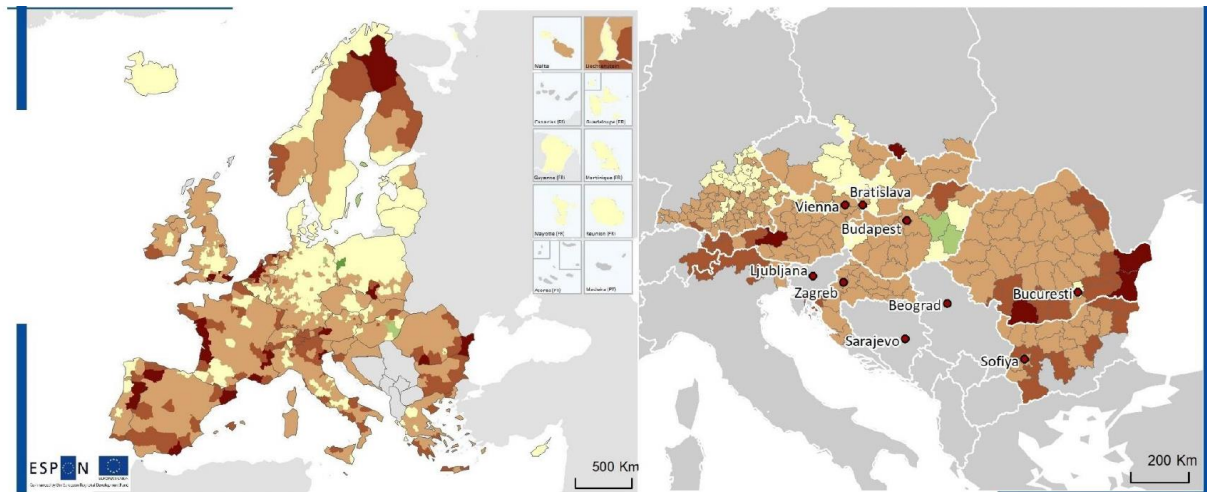 Malta
Liechtenstein
Canarias (ES)
Guadeloupe (FR)
Guyane (FR)
Martinique (FR)
Mayotte (FR)
Réunion (FR)
Açores (PT)
Madeira (PT)
ESPON
500 Km
Bratislava
Vienna
Budapest
Ljubljana
Zagreb
Beograd
Bucuresti
Sarajevo
Sofiya
200 Km